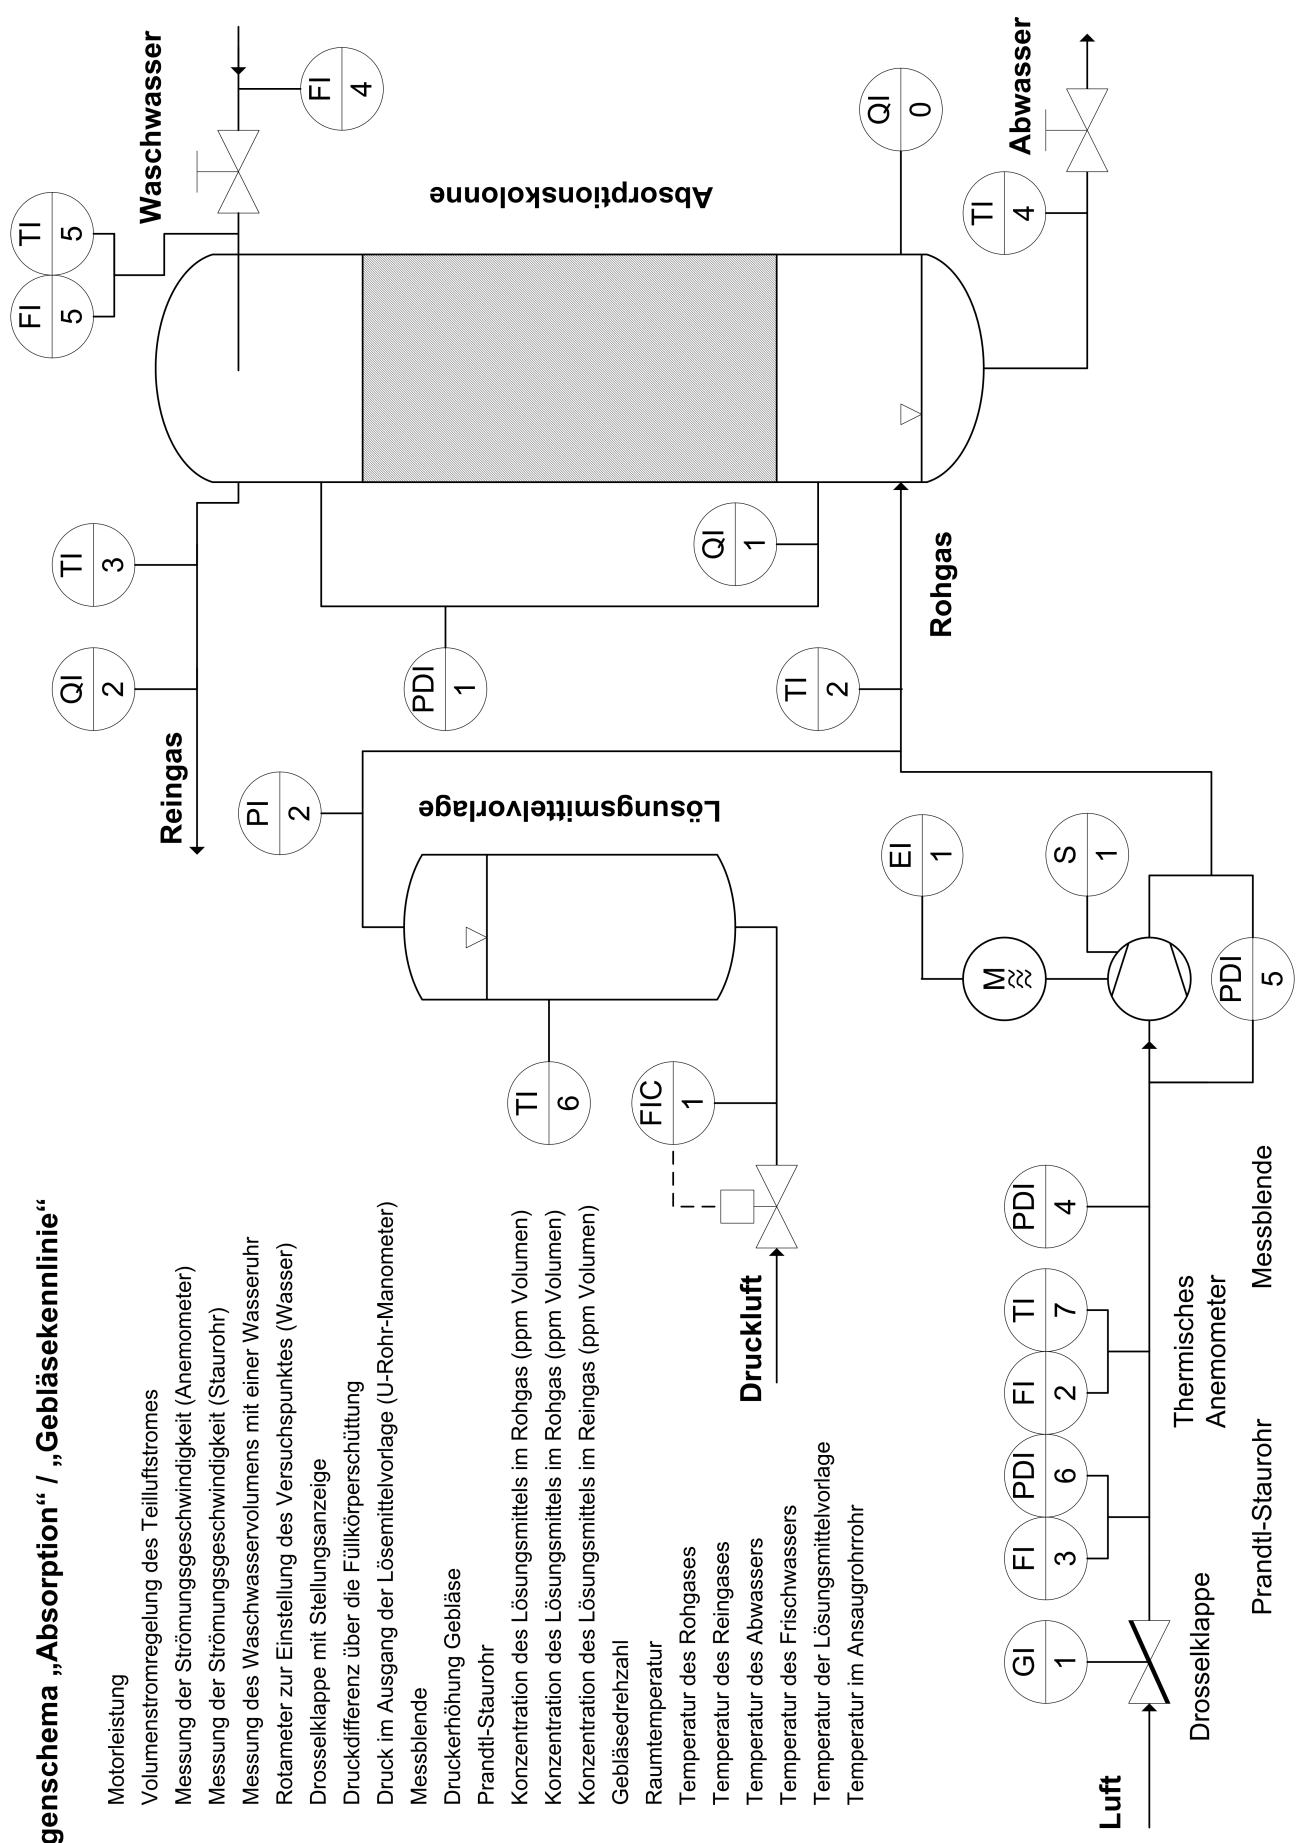 genschema „Absorption“ / „Gebläsekennlinie“
Motorleistung
Volumenstromregelung des Teilluftstromes
Messung der Strömungsgeschwindigkeit (Anemometer)
Messung der Strömungsgeschwindigkeit (Staurohr)
Messung des Waschwasservolumens mit einer Wasseruhr
Rotameter zur Einstellung des Versuchspunktes (Wasser)
Drosselklappe mit Stellungsanzeige
Druckdifferenz über die Füllkörperschüttung
Druck im Ausgang der Lösemittelvorlage (U-Rohr-Manometer)
Messblende
Druckerhöhung Gebläse
Prandtl-Staurohr
Konzentration des Lösungsmittels im Rohgas (ppm Volumen)
Konzentration des Lösungsmittels im Rohgas (ppm Volumen)
Konzentration des Lösungsmittels im Reingas (ppm Volumen)
Gebläsedrehzahl
Raumtemperatur
Temperatur des Rohgases
Temperatur des Reingases
Temperatur des Abwassers
Temperatur des Frischwassers
Temperatur der Lösungsmittelvorlage
Temperatur im Ansaugrohrrohr
Luft
GI
1
Drosselklappe
FI
3
PDI
6
Prandtl-Staurohr
FI
2
TI
7
Thermisches
Anemometer
PDI
4
Messblende
Druckluft
FIC
1
TI
6
Lösungsmittelvorlage
PI
2
M
EI
1
S
1
PDI
5
Reingas
QI
2
TI
3
PDI
1
QI
1
TI
2
Rohgas
Absorptionskolonne
FI
5
TI
5
Waschwasser
FI
4
QI
0
TI
4
Abwasser